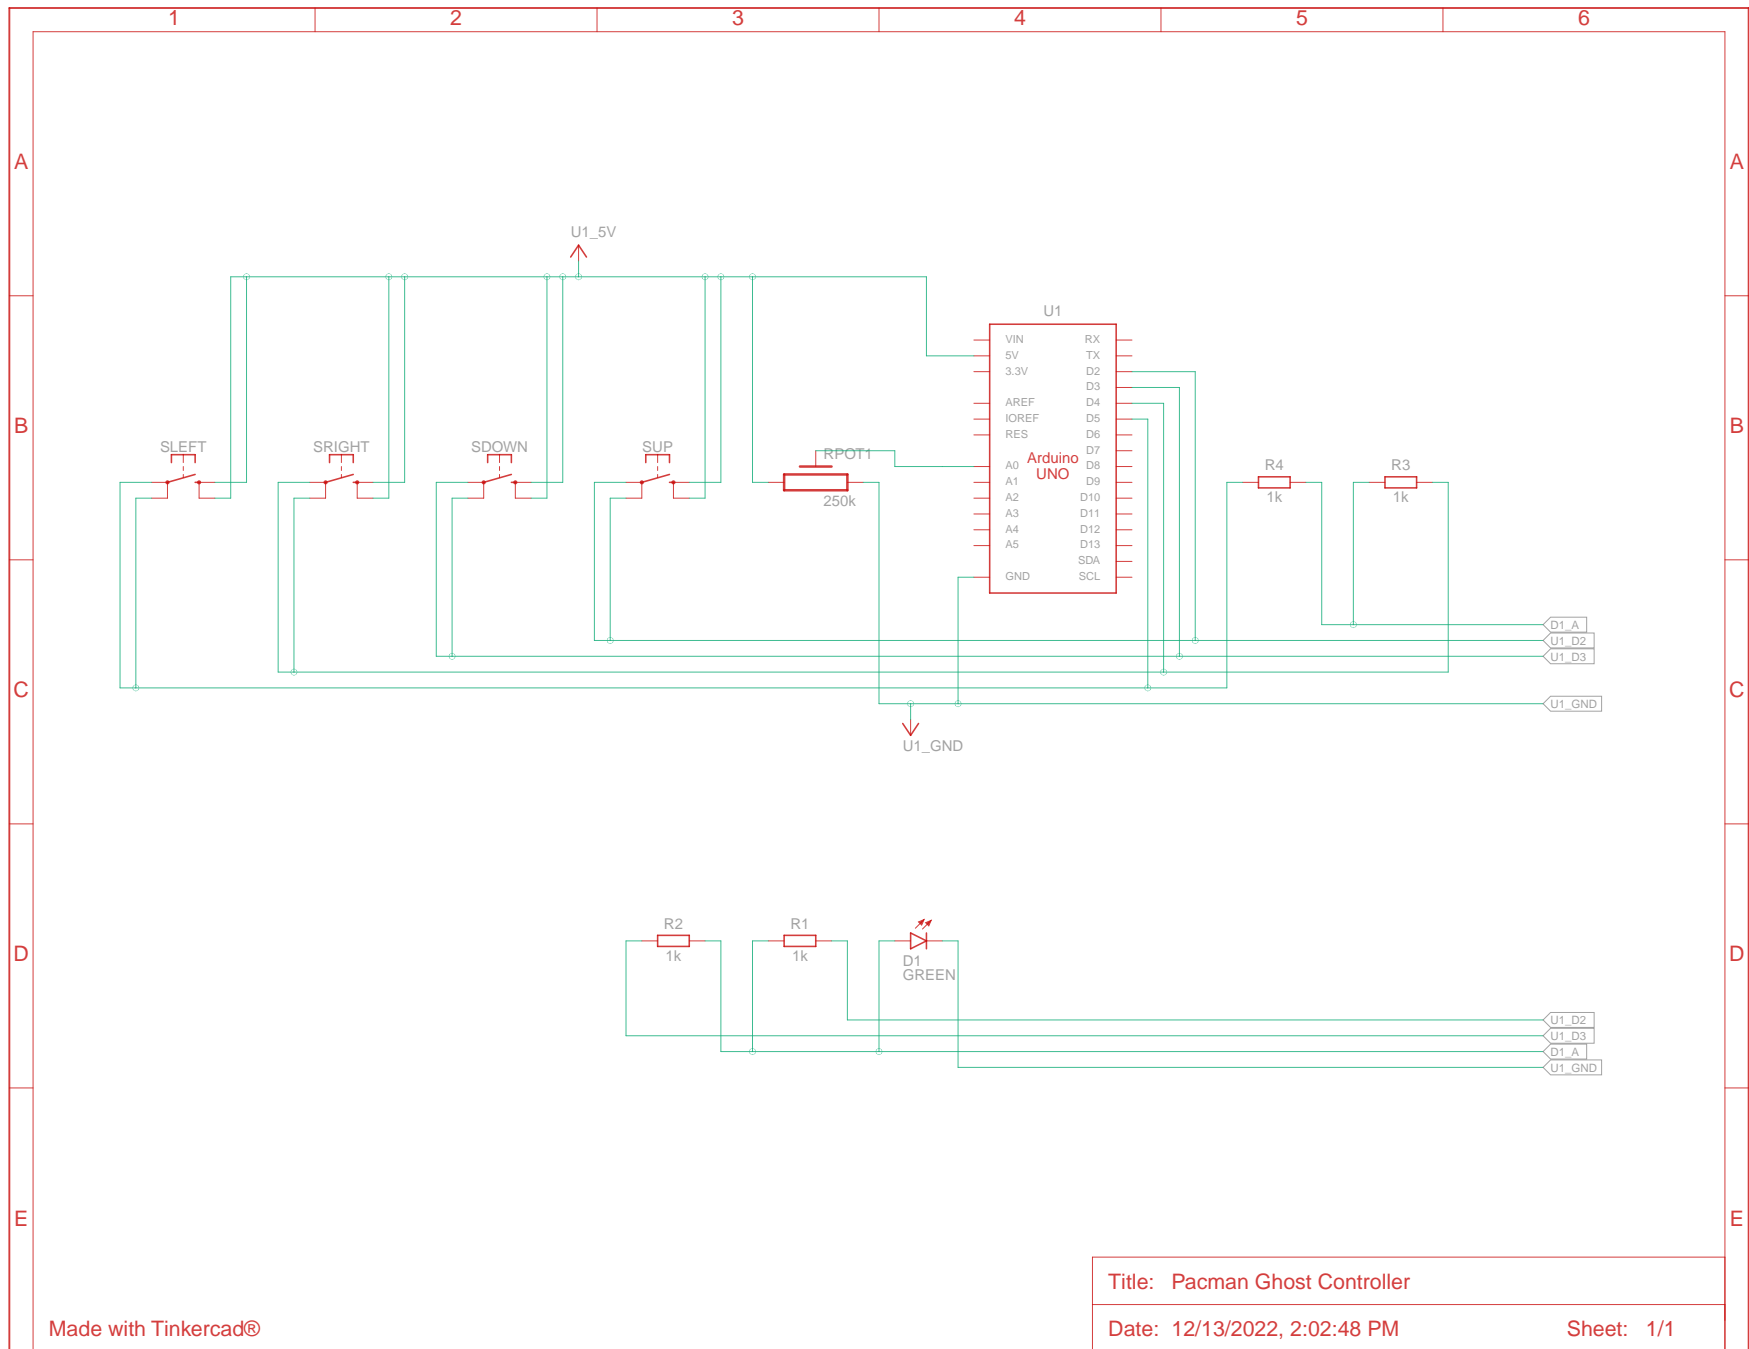 1 2 3 4 5 6
A A
U1_5V
U1
VIN RX
5V TX
3.3V D2
D3
AREF D4
IOREF D5
RES D6
D7
A0 D8
A1 D9
A2 D10
A3 D11
A4 D12
A5 D13
SDA
GND SCL
Arduino
UNO
B B
SLEFT SRIGHT SDOWN SUP RPOT1
250k
R4 R3
1k 1k
D1_A
U1_D2
U1_D3
C C
U1_GND
U1_GND
R2 R1
1k 1k
D1
GREEN
D D
U1_D2
U1_D3
D1_A
U1_GND
E E
Title: Pacman Ghost Controller
Made with Tinkercad®
Date: 12/13/2022, 2:02:48 PM Sheet: 1/1